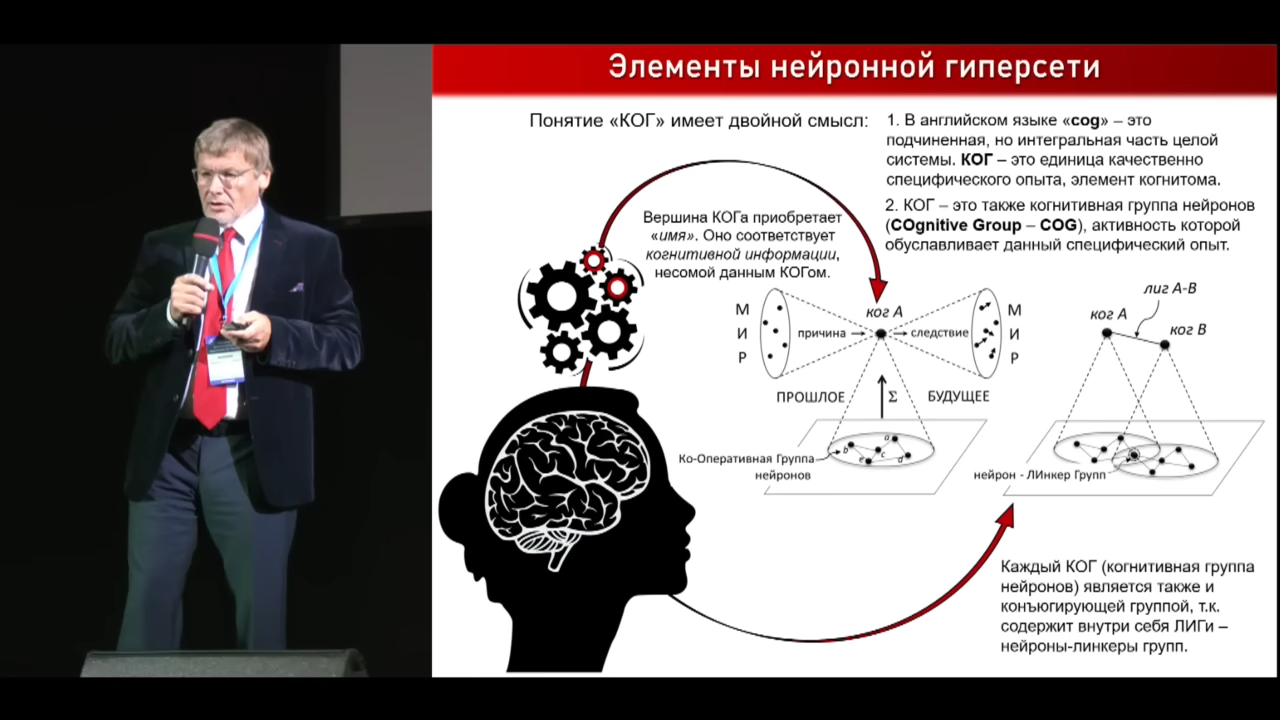 Элементы нейронной гиперсети
Понятие «КОГ» имеет двойной смысл:
1. В английском языке «cog» – это
подчиненная, но интегральная часть целой
системы. КОГ – это единица качественно
специфического опыта, элемент когнитома.
2. КОГ – это также когнитивная группа нейронов
(COgnitive Group – COG), активность которой
обуславливает данный специфический опыт.
Вершина КОГа приобретает
«имя». Оно соответствует
когнитивной информации,
несомой данным КОГом.
М
И
Р
причина
ког А
следствие
М
И
Р
ПРОШЛОЕ
Σ
БУДУЩЕЕ
Ко-Оперативная Группа
нейронов
a
b
c
d
e
лиг А-В
ког А
ког В
нейрон - ЛИнкер Групп
Каждый КОГ (когнитивная группа
нейронов) является также и
конъюгирующей группой, т.к.
содержит внутри себя ЛИГи –
нейроны-линкеры групп.